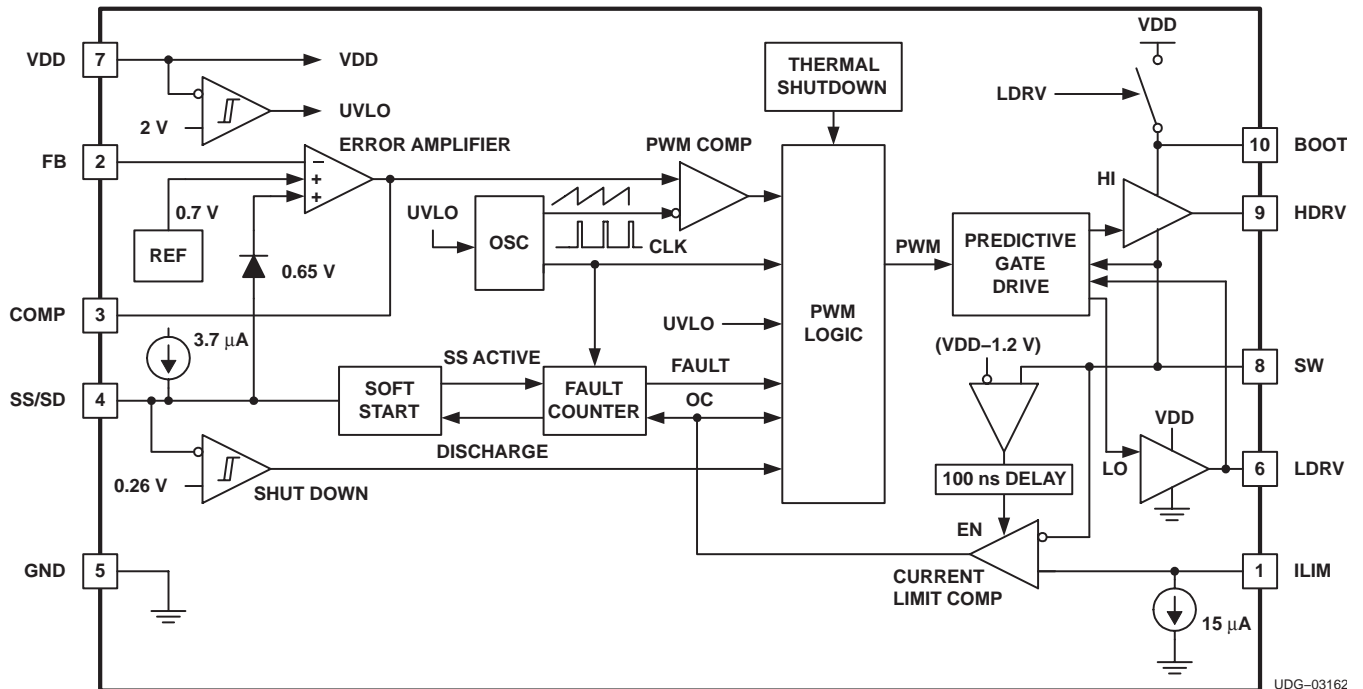 VDD
7
VDD
UVLO
2 V
FB
2
ERROR AMPLIFIER
−
+
+
0.7 V
REF
0.65 V
COMP
3
3.7 µA
SS/SD
4
0.26 V
SHUT DOWN
GND
5
UVLO
OSC
CLK
PWM COMP
THERMAL
SHUTDOWN
SS ACTIVE
SOFT
START
FAULT
COUNTER
FAULT
OC
DISCHARGE
UVLO
PWM
LOGIC
PWM
PREDICTIVE
GATE
DRIVE
VDD
LDRV
HI
10
BOOT
9
HDRV
(VDD−1.2 V)
8
SW
VDD
LO
6
LDRV
100 ns DELAY
EN
CURRENT
LIMIT COMP
1
ILIM
15 µA
UDG−03162